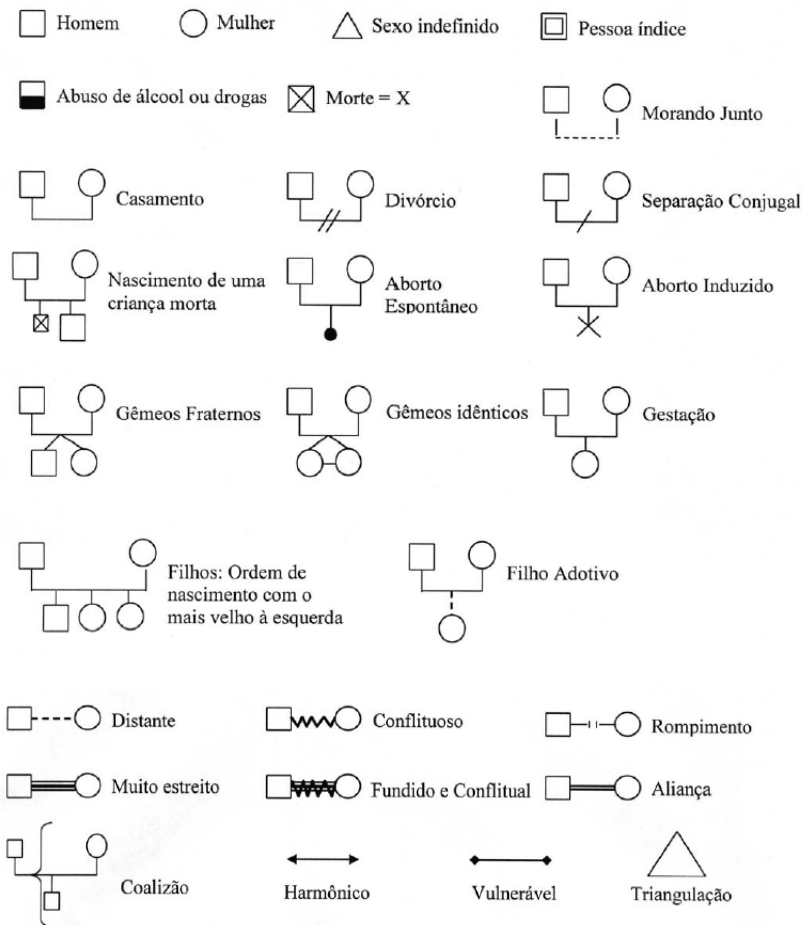 Homem
Mulher
Sexo indefinido
Pessoa índice
Abuso de álcool ou drogas
Morte = X
Morando Junto
Casamento
Divórcio
Separação Conjugal
Nascimento de uma
criança morta
Aborto
Espontâneo
Aborto Induzido
Gêmeos Fraternos
Gêmeos idênticos
Gestação
Filhos: Ordem de
nascimento com o
mais velho à esquerda
Filho Adotivo
Distante
Conflituoso
Rompimento
Muito estreito
Fundido e Conflitual
Aliança
Coalizão
Harmônico
Vulnerável
Triangulação